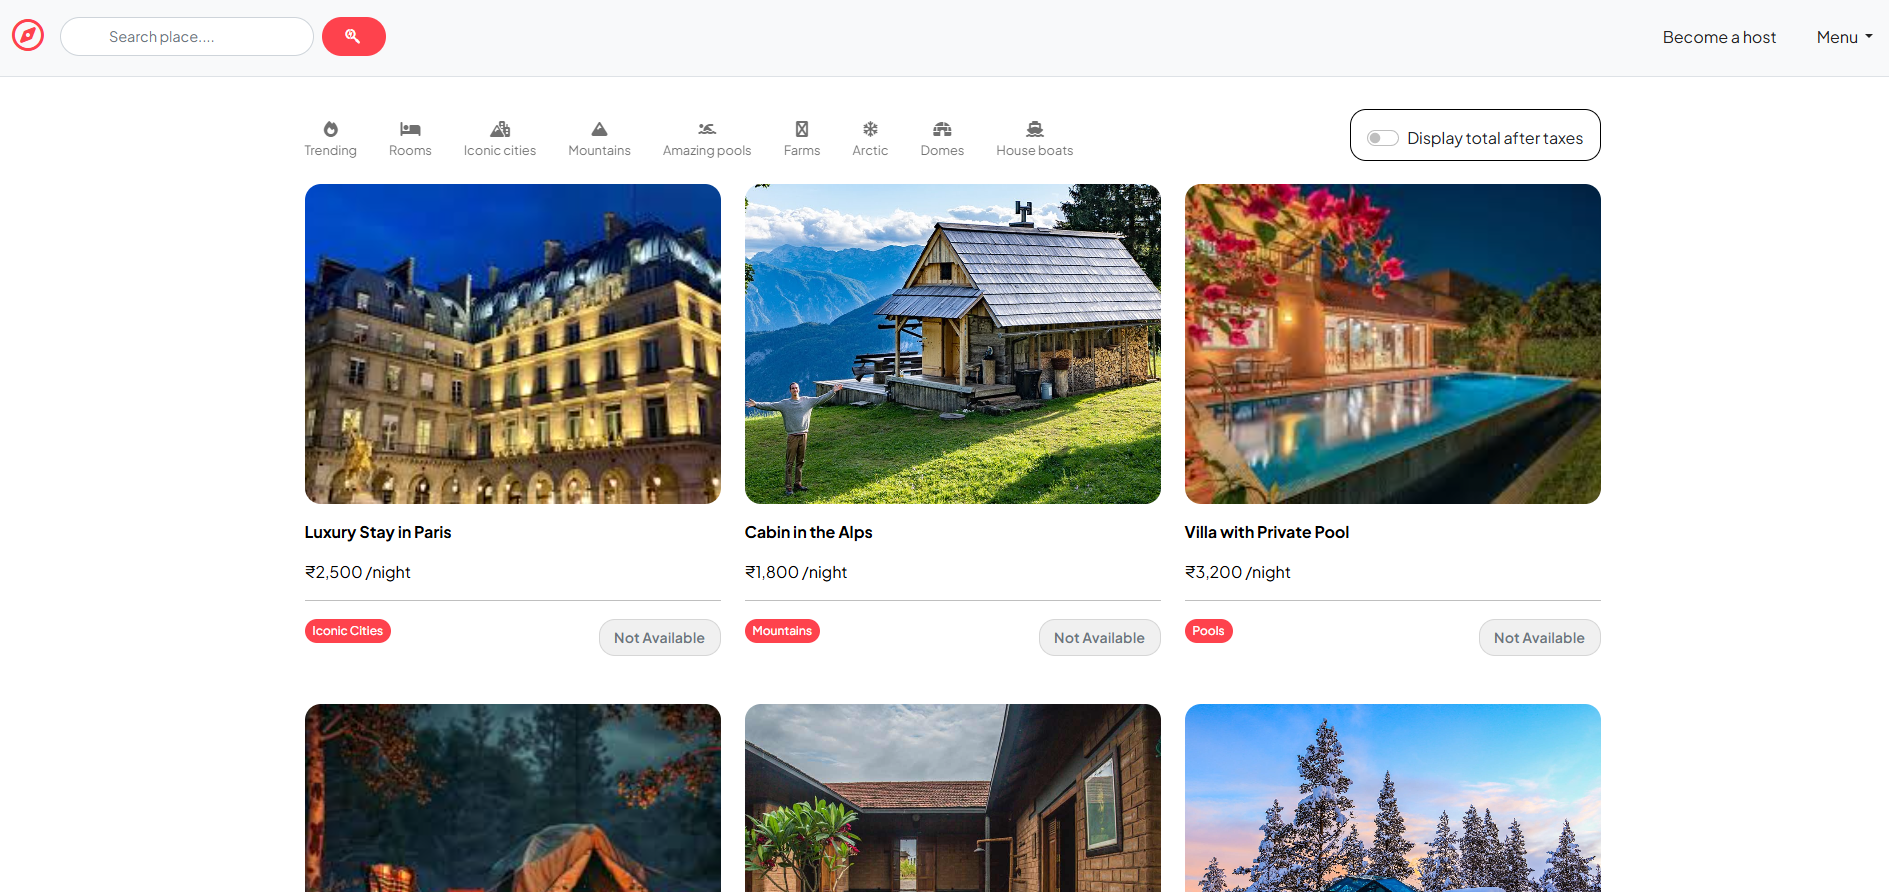 Search place....
Become a host
Menu
Trending
Rooms
Iconic cities
Mountains
Amazing pools
Farms
Arctic
Domes
House boats
Display total after taxes
Luxury Stay in Paris
₹2,500 /night
Iconic Cities
Not Available
Cabin in the Alps
₹1,800 /night
Mountains
Not Available
Villa with Private Pool
₹3,200 /night
Pools
Not Available